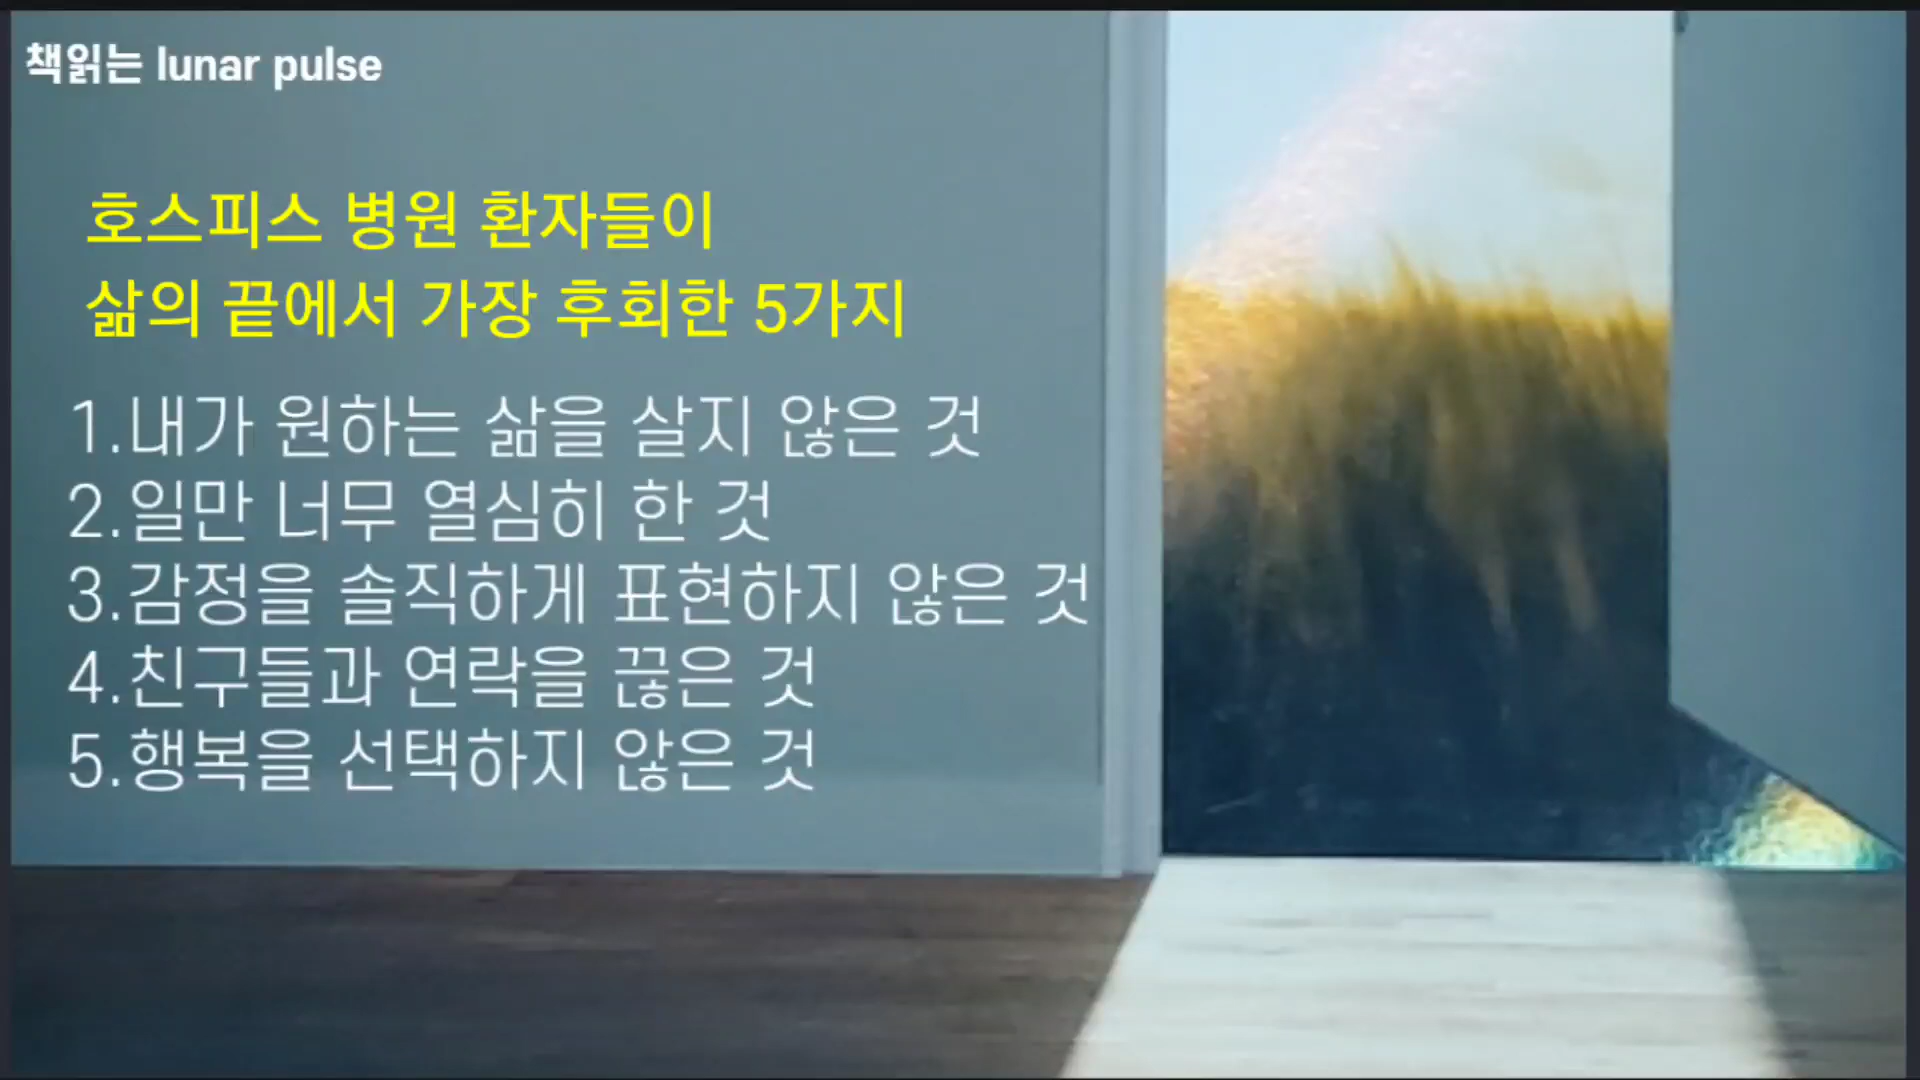 책읽는 lunar pulse
호스피스 병원 환자들이
삶의 끝에서 가장 후회한 5가지
1.내가 원하는 삶을 살지 않은 것
2.일만 너무 열심히 한 것
3.감정을 솔직하게 표현하지 않은 것
4.친구들과 연락을 끊은 것
5.행복을 선택하지 않은 것